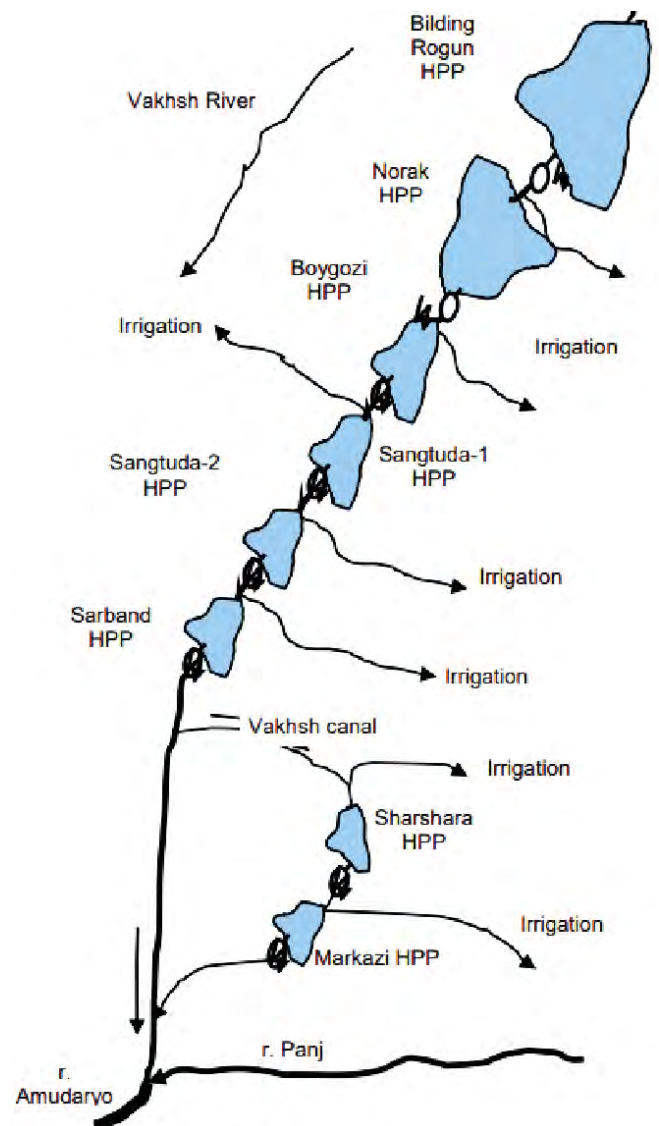 Bilding
Rogun
HPP
Vakhsh River
Norak
HPP
Boygozi
HPP
Irrigation
Irrigation
Sangtuda-2
HPP
Sangtuda-1
HPP
Irrigation
Sarband
HPP
Irrigation
Vakhsh canal
Irrigation
Sharshara
HPP
Irrigation
Markazi HPP
r. Panj
r.
Amudaryo